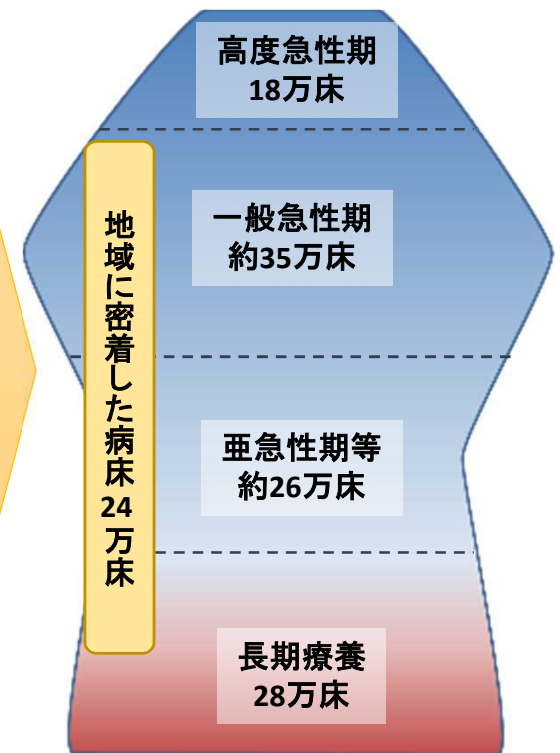 高度急性期
18万床
一般急性期
約35万床
地域に密着した病床24万床
亜急性期等
約26万床
長期療養
28万床